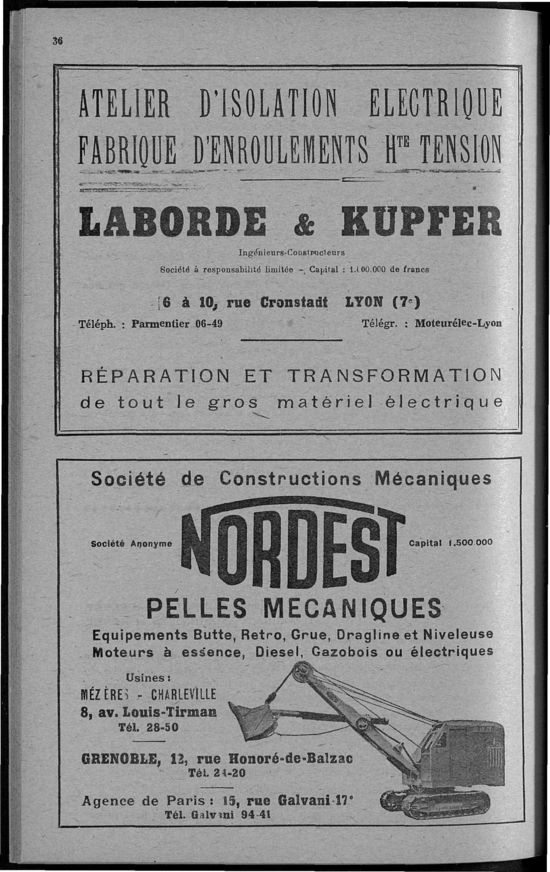 36
ATELIER D'ISOLATION ELECTRIQUE
FABRIQUE D'ENROULEMENTS HTE TENSION
LABORDE & KUPFER
Ingénieurs-Constructeurs
Société à responsabilité limitée - Capital : 1.000.000 de francs
6 à 10, rue Cronstadt LYON (7e)
Téléph. : Parmentier 06-49 Télégr. : Moteurélec-Lyon
RÉPARATION ET TRANSFORMATION
de tout le gros matériel électrique
Société de Constructions Mécaniques
Société Anonyme NORDEST Capital 1.500.000
PELLES MECANIQUES
Equipements Butte, Retro, Grue, Dragline et Niveleuse
Moteurs à essence, Diesel, Gazobois ou électriques
Usines :
MÉZIÈRES - CHARLEVILLE
8, av. Louis-Tirman
Tél. 28-50
GRENOBLE, 12, rue Honoré-de-Balzac
Tél. 24-20
Agence de Paris : 15, rue Galvani-17e
Tél. Galvani 94-41